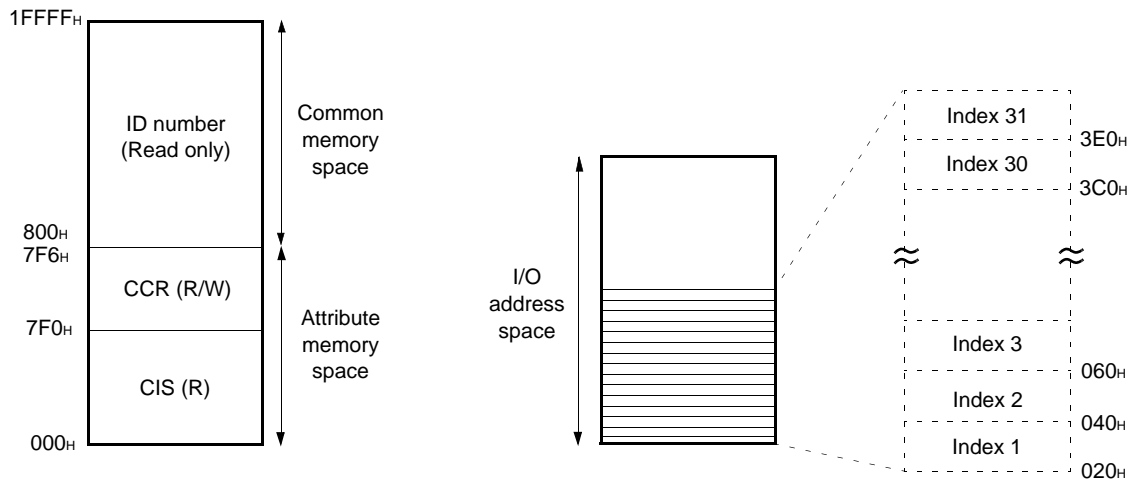 1FFFFH
ID number
(Read only)
Common
memory
space
800H
7F6H
CCR (R/W)
7F0H
Attribute
memory
space
CIS (R)
000H
I/O
address
space
Index 31
3E0H
Index 30
3C0H
≈ ≈
Index 3
060H
Index 2
040H
Index 1
020H